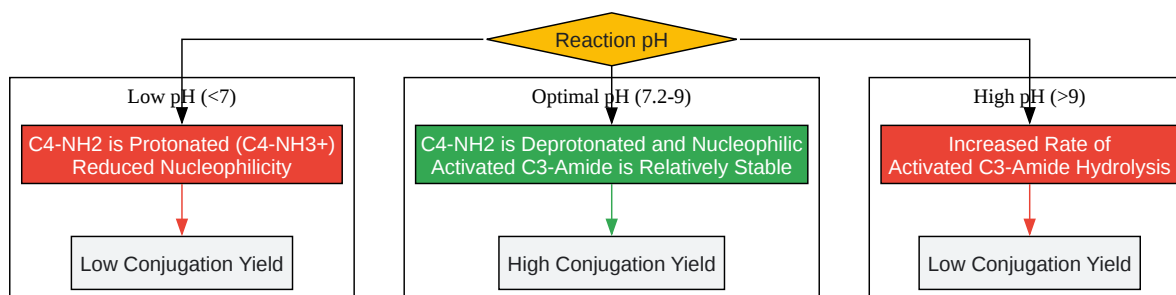 Reaction pH
Low pH (<7)
C4-NH2 is Protonated (C4-NH3+)
Reduced Nucleophilicity
Low Conjugation Yield
Optimal pH (7.2-9)
C4-NH2 is Deprotonated and Nucleophilic
Activated C3-Amide is Relatively Stable
High Conjugation Yield
High pH (>9)
Increased Rate of
Activated C3-Amide Hydrolysis
Low Conjugation Yield